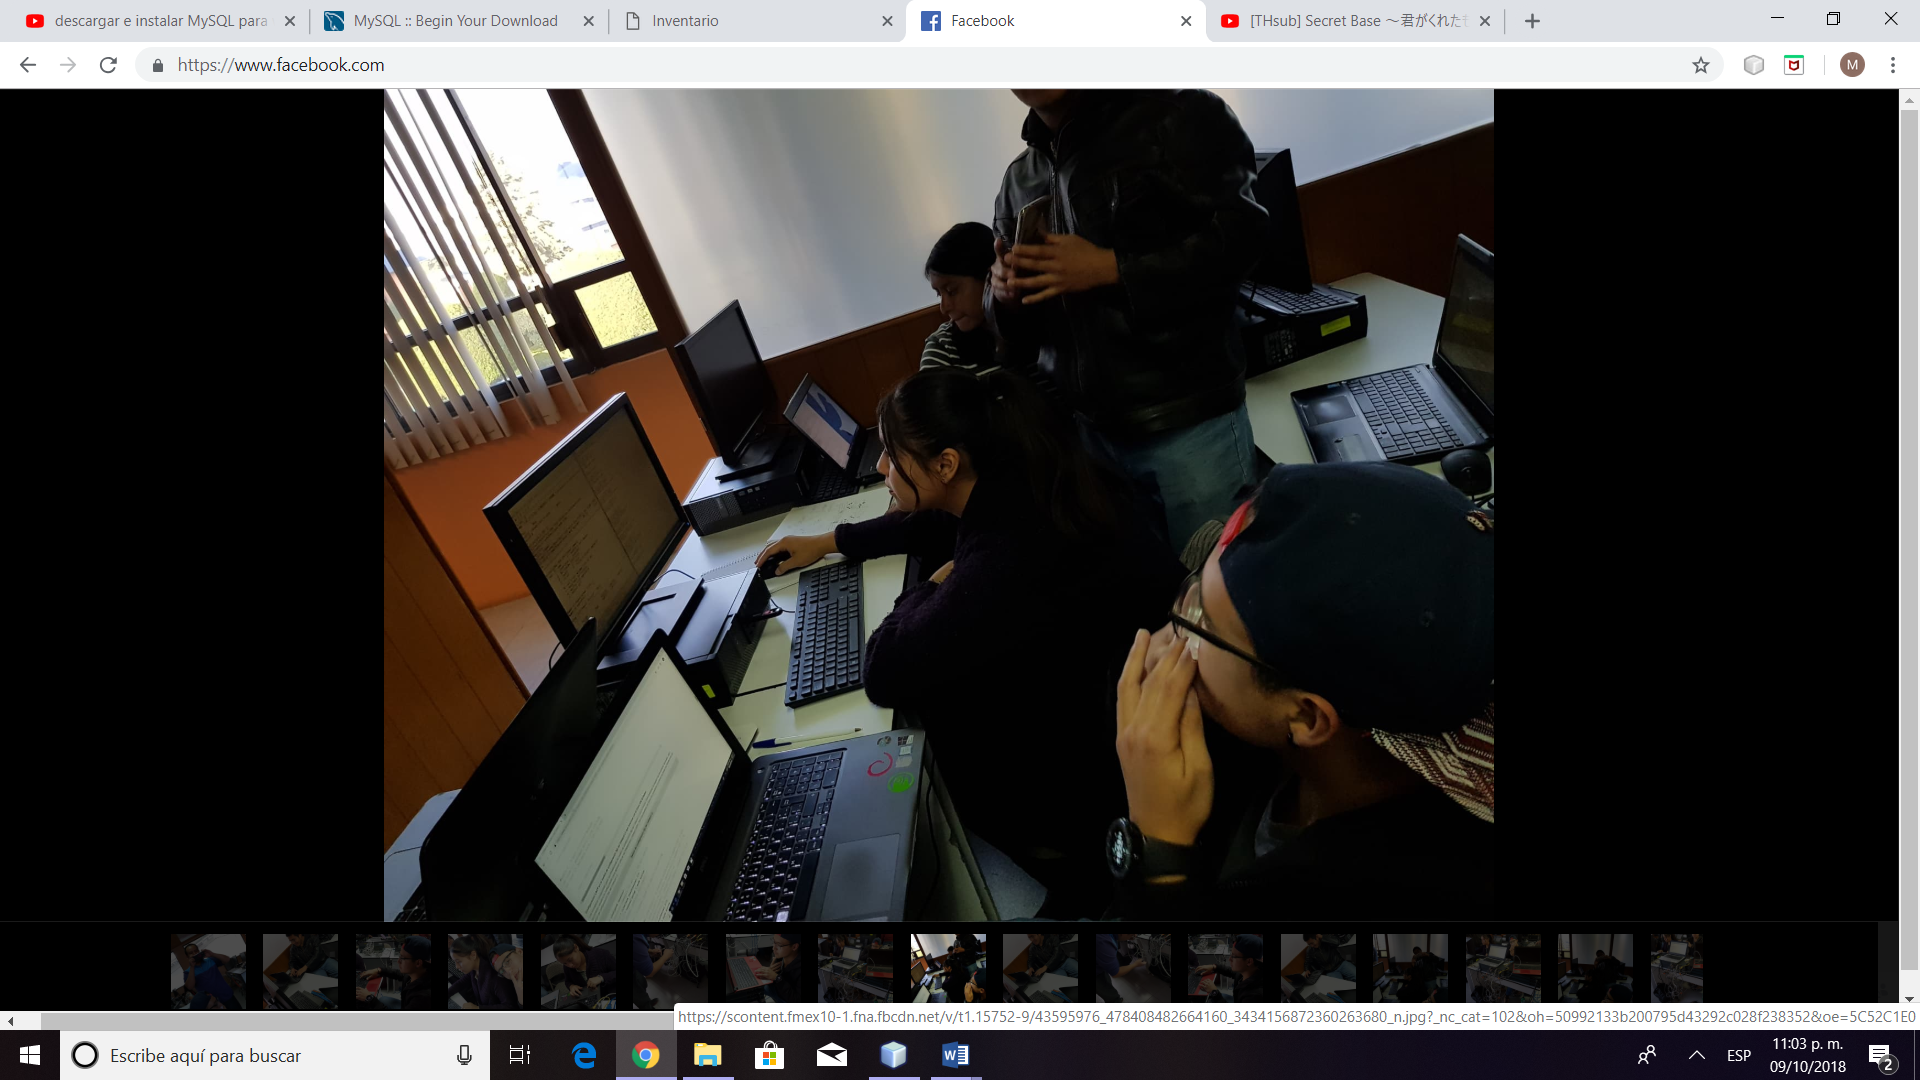 descargar e instalar MySQL para
MySQL :: Begin Your Download
Inventario
Facebook
[THsub] Secret Base ～君がくれた
https://www.facebook.com
M
https://scontent.fmex10-1.fna.fbcdn.net/v/t1.15752-9/43595976_478408482664160_3434156872360263680_n.jpg?_nc_cat=102&oh=50992133b200795d43292c028f238352&oe=5C52C1E0
Escribe aquí para buscar
ESP
11:03 p. m.
09/10/2018
2